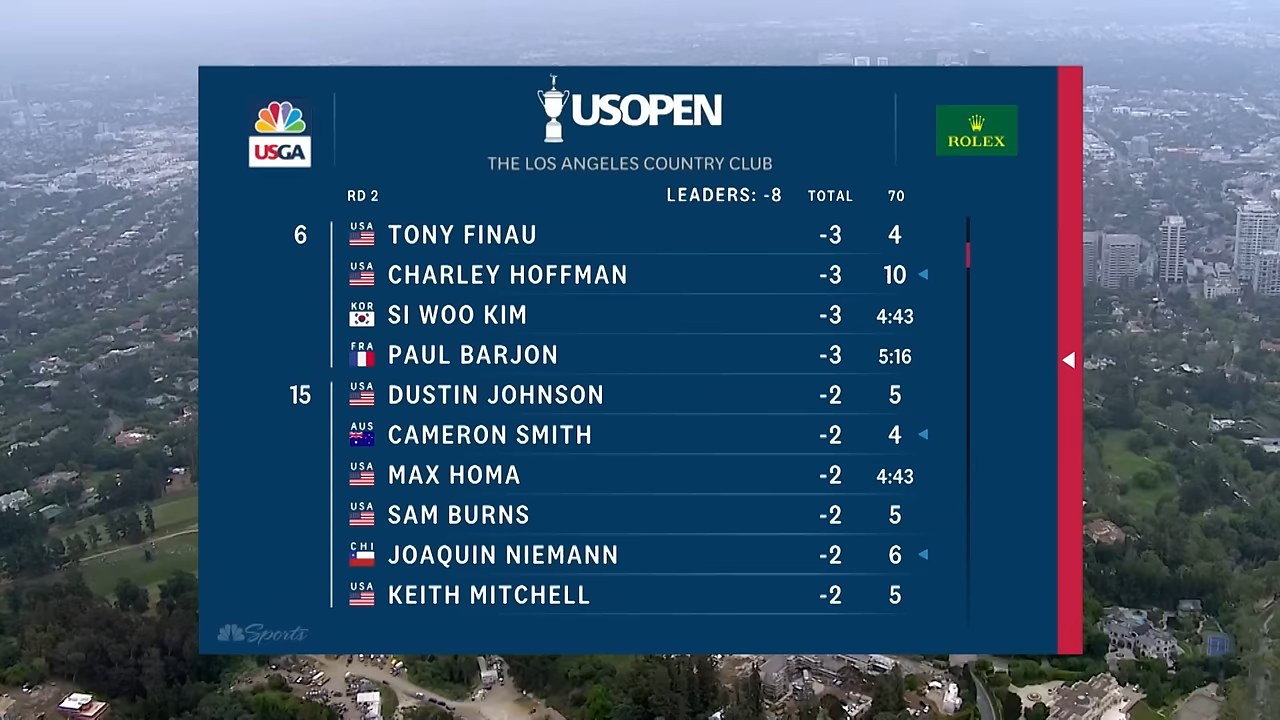 USOPEN
USGA
ROLEX
THE LOS ANGELES COUNTRY CLUB
RD 2 LEADERS: -8 TOTAL 70
6 USA TONY FINAU -3 4
USA CHARLEY HOFFMAN -3 10
KOR SI WOO KIM -3 4:43
FRA PAUL BARJON -3 5:16
15 USA DUSTIN JOHNSON -2 5
AUS CAMERON SMITH -2 4
USA MAX HOMA -2 4:43
USA SAM BURNS -2 5
CHI JOAQUIN NIEMANN -2 6
USA KEITH MITCHELL -2 5
Sports